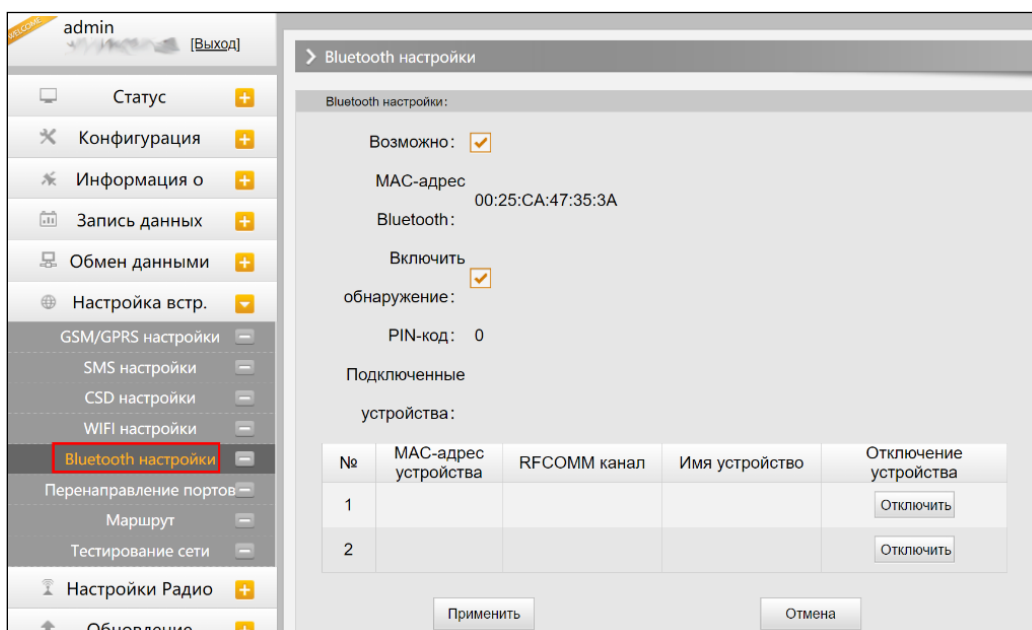 WELCOME
admin
[Выход]
Статус
Конфигурация
Информация о
Запись данных
Обмен данными
Настройка встр.
GSM/GPRS настройки
SMS настройки
CSD настройки
WIFI настройки
Bluetooth настройки
Перенаправление портов
Маршрут
Тестирование сети
Настройки Радио
Обновление
Bluetooth настройки
Bluetooth настройки:
Возможно:
MAC-адрес
Bluetooth:
00:25:CA:47:35:3A
Включить
обнаружение:
PIN-код: 0
Подключенные
устройства:
№ MAC-адрес устройства RFCOMM канал Имя устройство Отключение устройства
1 Отключить
2 Отключить
Применить Отмена